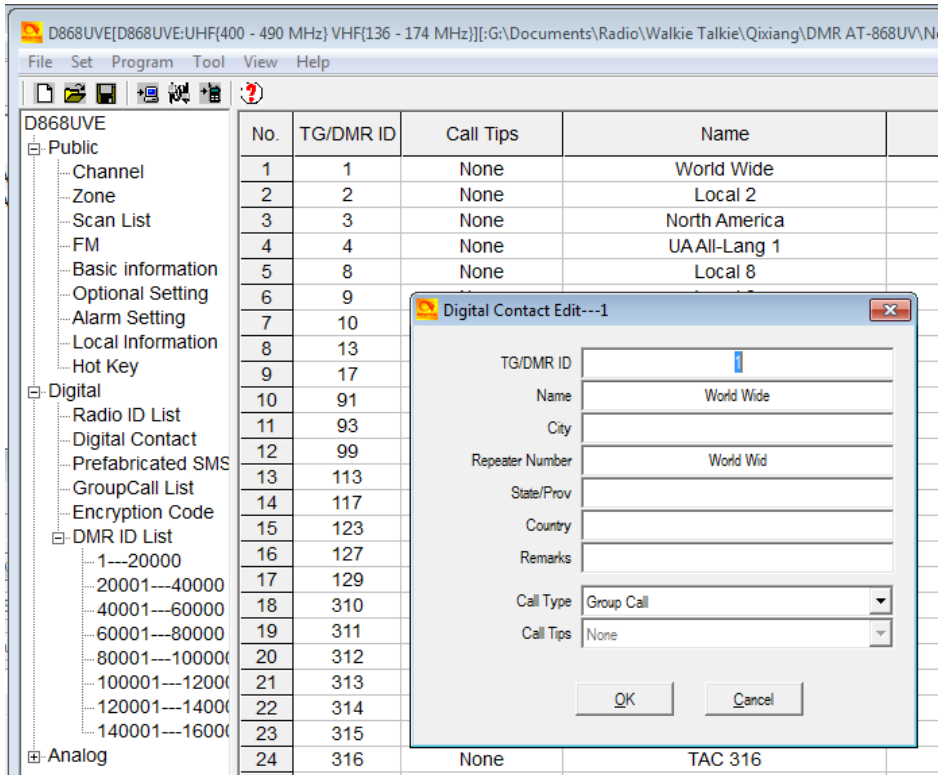 D868UVE[D868UVE:UHF{400 - 490 MHz} VHF{136 - 174 MHz}][:G:\Documents\Radio\Walkie Talkie\Qixiang\DMR AT-868UV\N
File Set Program Tool View Help
D868UVE
Public
Channel
Zone
Scan List
FM
Basic information
Optional Setting
Alarm Setting
Local Information
Hot Key
Digital
Radio ID List
Digital Contact
Prefabricated SMS
GroupCall List
Encryption Code
DMR ID List
1---20000
20001---40000
40001---60000
60001---80000
80001---10000
100001---1200
120001---1400
140001---1600
Analog
No. TG/DMR ID Call Tips Name
1 1 None World Wide
2 2 None Local 2
3 3 None North America
4 4 None UA All-Lang 1
5 8 None Local 8
6 9
7 10
8 13
9 17
10 91
11 93
12 99
13 113
14 117
15 123
16 127
17 129
18 310
19 311
20 312
21 313
22 314
23 315
24 316 None TAC 316
Digital Contact Edit---1
TG/DMR ID 1
Name World Wide
City
Repeater Number World Wid
State/Prov
Country
Remarks
Call Type Group Call
Call Tips None
OK Cancel